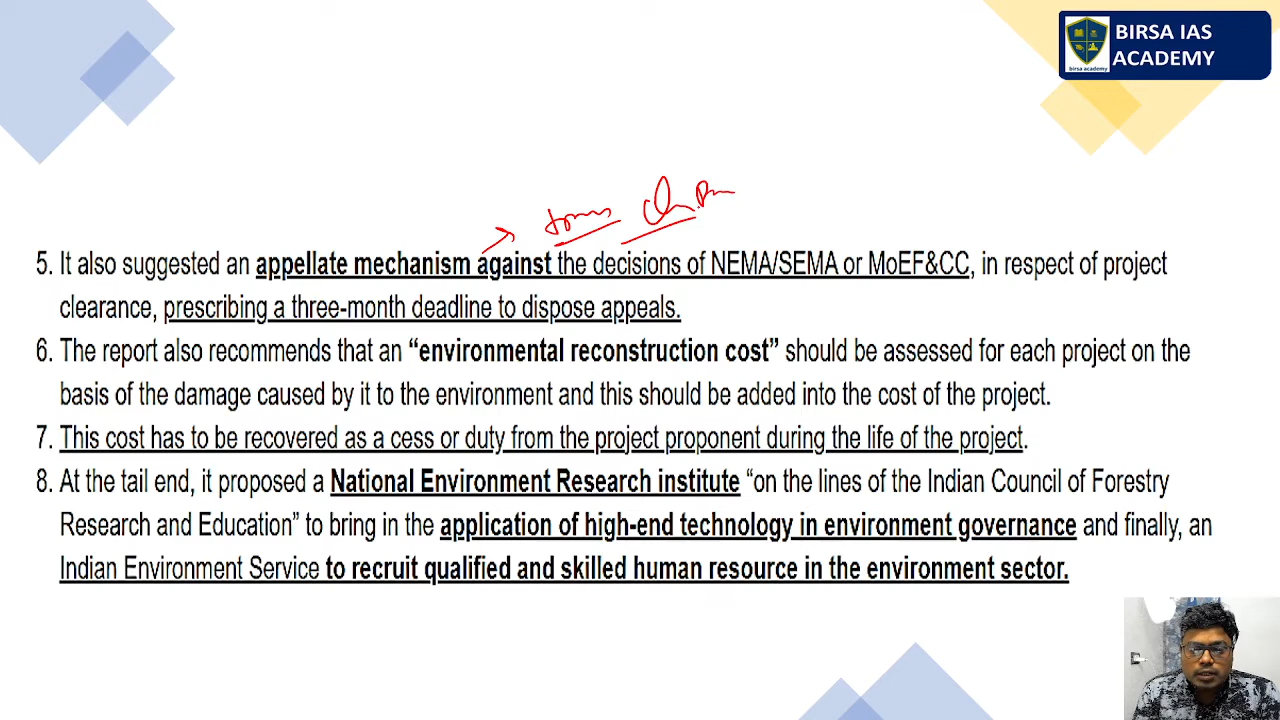 BIRSA IAS
ACADEMY
birsa academy
5. It also suggested an appellate mechanism against the decisions of NEMA/SEMA or MoEF&CC, in respect of project
clearance, prescribing a three-month deadline to dispose appeals.
6. The report also recommends that an “environmental reconstruction cost” should be assessed for each project on the
basis of the damage caused by it to the environment and this should be added into the cost of the project.
7. This cost has to be recovered as a cess or duty from the project proponent during the life of the project.
8. At the tail end, it proposed a National Environment Research institute “on the lines of the Indian Council of Forestry
Research and Education” to bring in the application of high-end technology in environment governance and finally, an
Indian Environment Service to recruit qualified and skilled human resource in the environment sector.